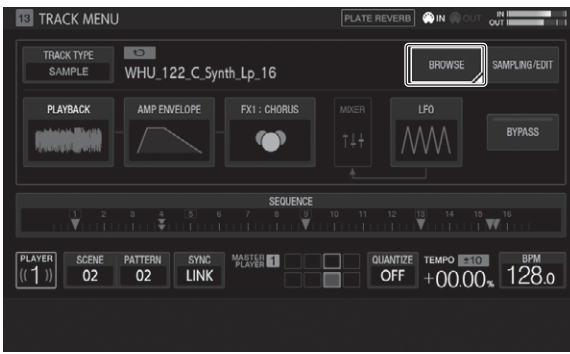 13 TRACK MENU PLATE REVERB IN OUT IN
OUT
TRACK TYPE
SAMPLE
WHU_122_C_Synth_Lp_16
BROWSE SAMPLING/EDIT
PLAYBACK AMP ENVELOPE FX1 : CHORUS MIXER LFO
BYPASS
SEQUENCE
1 2 3 4 5 6 7 8 9 10 11 12 13 14 15 16
PLAYER SCENE PATTERN SYNC MASTER PLAYER 1 QUANTIZE TEMPO ±10 BPM
((1)) 02 02 LINK OFF +00.00% 128.0